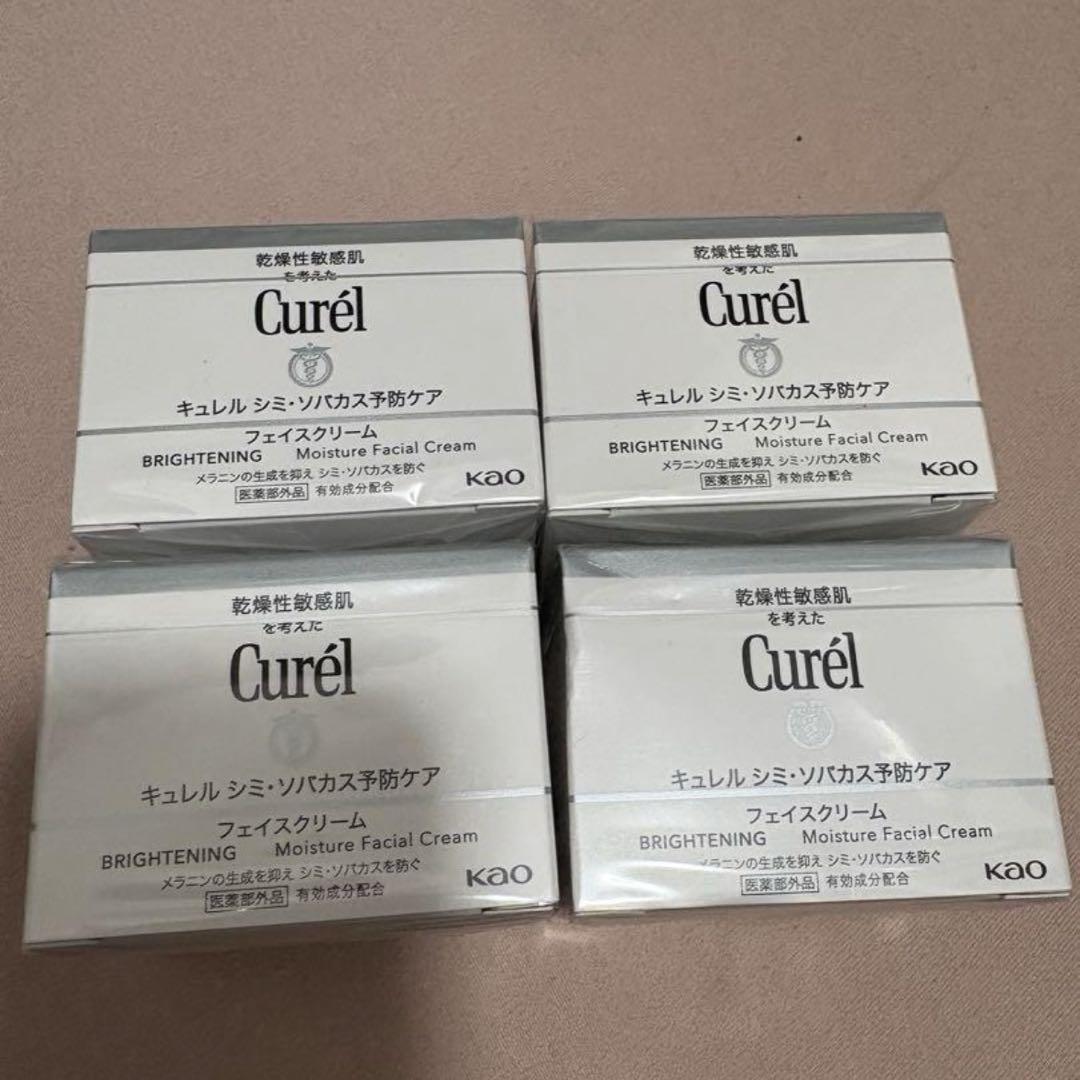 乾燥性敏感肌
を考えた
Curél
キュレル シミ・ソバカス予防ケア
フェイスクリーム
BRIGHTENING Moisture Facial Cream
メラニンの生成を抑え シミ・ソバカスを防ぐ
医薬部外品 有効成分配合
Kao
乾燥性敏感肌
を考えた
Curél
キュレル シミ・ソバカス予防ケア
フェイスクリーム
BRIGHTENING Moisture Facial Cream
メラニンの生成を抑え シミ・ソバカスを防ぐ
医薬部外品 有効成分配合
Kao
乾燥性敏感肌
を考えた
Curél
キュレル シミ・ソバカス予防ケア
フェイスクリーム
BRIGHTENING Moisture Facial Cream
メラニンの生成を抑え シミ・ソバカスを防ぐ
医薬部外品 有効成分配合
Kao
乾燥性敏感肌
を考えた
Curél
キュレル シミ・ソバカス予防ケア
フェイスクリーム
BRIGHTENING Moisture Facial Cream
メラニンの生成を抑え シミ・ソバカスを防ぐ
医薬部外品 有効成分配合
Kao